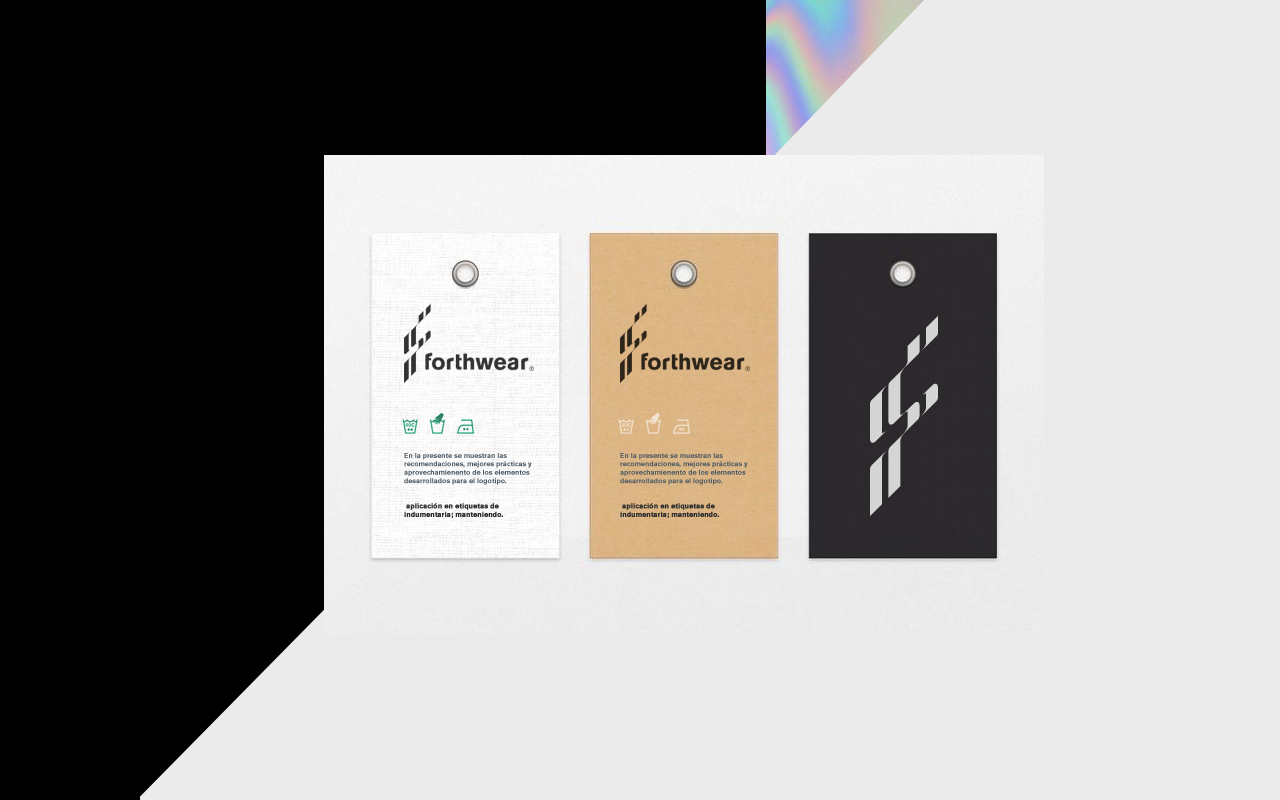 forthwear®
En la presente se muestran las
recomendaciones, mejores prácticas y
aprovechamienento de los elementos
desarrollados para el logotipo.
aplicación en etiquetas de
indumentaria; manteniendo.
forthwear®
En la presente se muestran las
recomendaciones, mejores prácticas y
aprovechamienento de los elementos
desarrollados para el logotipo.
aplicación en etiquetas de
indumentaria; manteniendo.